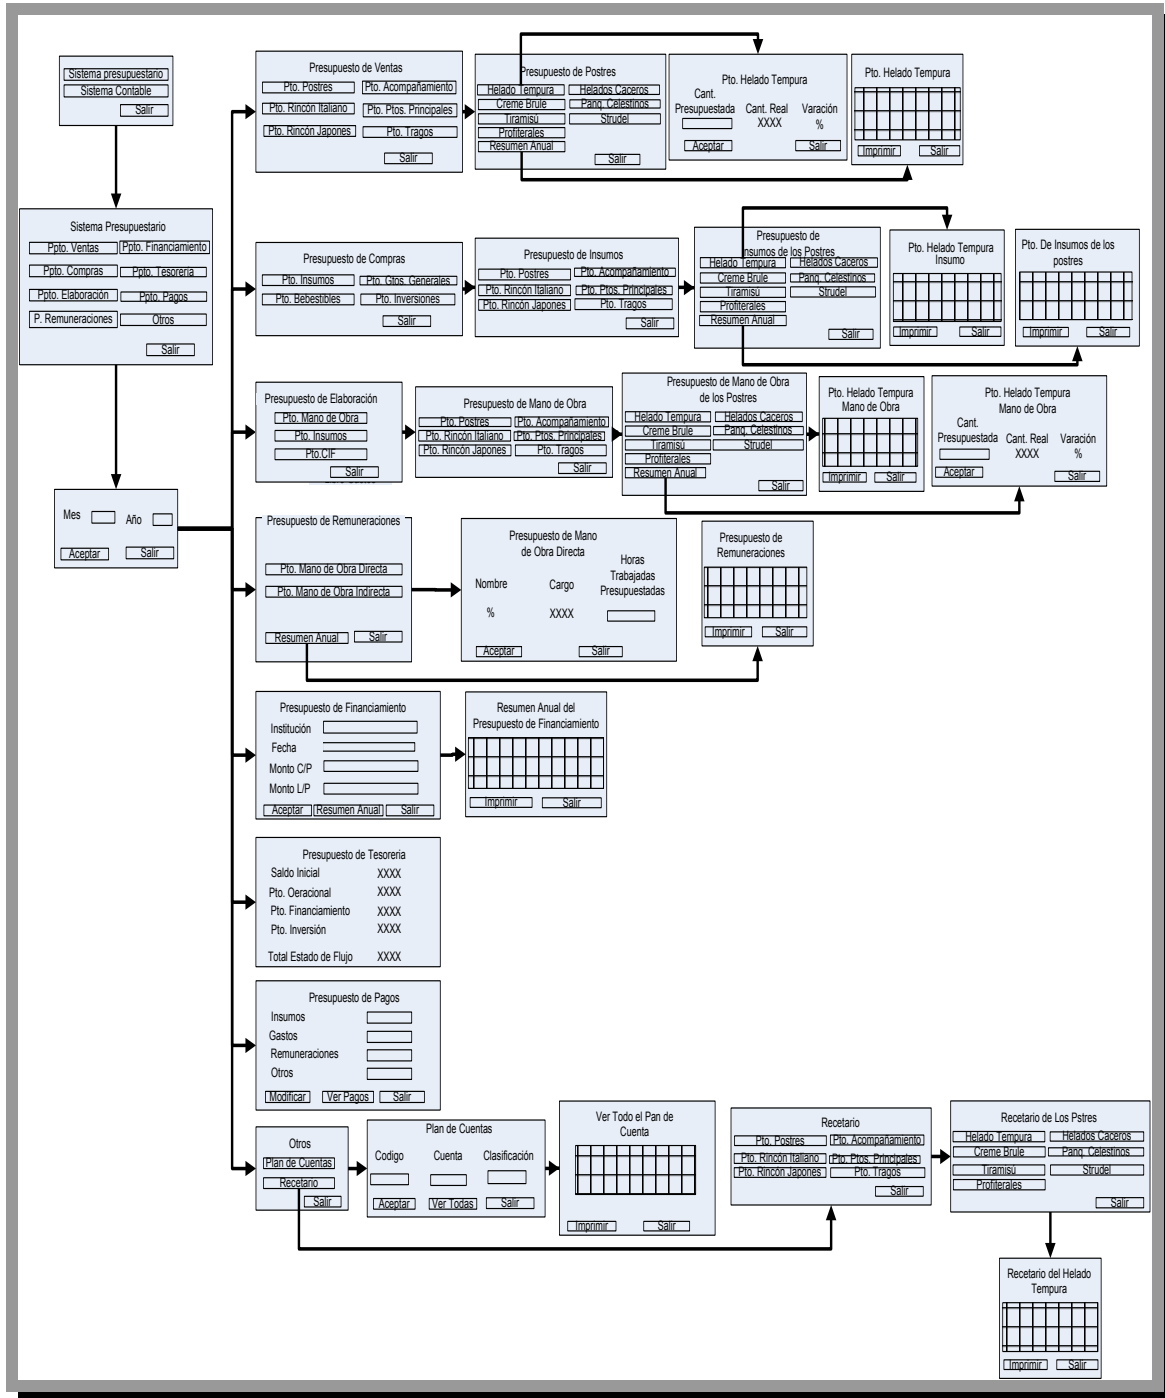 Sistema presupuestario
Sistema Contable
Salir
Sistema Presupuestario
Ppto. Ventas
Ppto. Financiamiento
Ppto. Compras
Ppto. Tesoreria
Ppto. Elaboración
Ppto. Pagos
P. Remuneraciones
Otros
Salir
Mes
Año
Aceptar
Salir
Presupuesto de Ventas
Pto. Postres
Pto. Acompañamiento
Pto. Rincón Italiano
Pto. Ptos. Principales
Pto. Rincón Japones
Pto. Tragos
Salir
Presupuesto de Postres
Helado Tempura
Helados Caceros
Creme Brule
Panq. Celestinos
Tiramisú
Strudel
Profiterales
Resumen Anual
Salir
Pto. Helado Tempura
Cant.
Presupuestada
Cant. Real
Varación
XXXX
%
Aceptar
Salir
Pto. Helado Tempura
Imprimir
Salir
Presupuesto de Compras
Pto. Insumos
Pto. Gtos. Generales
Pto. Bebestibles
Pto. Inversiones
Salir
Presupuesto de Insumos
Pto. Postres
Pto. Acompañamiento
Pto. Rincón Italiano
Pto. Ptos. Principales
Pto. Rincón Japones
Pto. Tragos
Salir
Presupuesto de
Insumos de los Postres
Helado Tempura
Helados Caceros
Creme Brule
Panq. Celestinos
Tiramisú
Strudel
Profiterales
Resumen Anual
Salir
Pto. Helado Tempura
Insumo
Imprimir
Salir
Pto. De Insumos de los
postres
Imprimir
Salir
Presupuesto de Elaboración
Pto. Mano de Obra
Pto. Insumos
Pto.CIF
Salir
Presupuesto de Mano de Obra
Pto. Postres
Pto. Acompañamiento
Pto. Rincón Italiano
Pto. Ptos. Principales
Pto. Rincón Japones
Pto. Tragos
Salir
Presupuesto de Mano de Obra
de los Postres
Helado Tempura
Helados Caceros
Creme Brule
Panq. Celestinos
Tiramisú
Strudel
Profiterales
Resumen Anual
Salir
Pto. Helado Tempura
Mano de Obra
Imprimir
Salir
Pto. Helado Tempura
Mano de Obra
Cant.
Presupuestada
Cant. Real
Varación
XXXX
%
Aceptar
Salir
Presupuesto de Remuneraciones
Pto. Mano de Obra Directa
Pto. Mano de Obra Indirecta
Resumen Anual
Salir
Presupuesto de Mano
de Obra Directa
Nombre
Cargo
Horas
Trabajadas
Presupuestadas
%
XXXX
Aceptar
Salir
Presupuesto de
Remuneraciones
Imprimir
Salir
Presupuesto de Financiamiento
Institución
Fecha
Monto C/P
Monto L/P
Aceptar
Resumen Anual
Salir
Resumen Anual del
Presupuesto de Financiamiento
Imprimir
Salir
Presupuesto de Tesoreria
Saldo Inicial XXXX
Pto. Oeracional XXXX
Pto. Financiamiento XXXX
Pto. Inversión XXXX
Total Estado de Flujo XXXX
Presupuesto de Pagos
Insumos
Gastos
Remuneraciones
Otros
Modificar
Ver Pagos
Salir
Otros
Plan de Cuentas
Recetario
Salir
Plan de Cuentas
Codigo
Cuenta
Clasificación
Aceptar
Ver Todas
Salir
Ver Todo el Pan de
Cuenta
Imprimir
Salir
Recetario
Pto. Postres
Pto. Acompañamiento
Pto. Rincón Italiano
Pto. Ptos. Principales
Pto. Rincón Japones
Pto. Tragos
Salir
Recetario de Los Pstres
Helado Tempura
Helados Caceros
Creme Brule
Panq. Celestinos
Tiramisú
Strudel
Profiterales
Salir
Recetario del Helado
Tempura
Imprimir
Salir